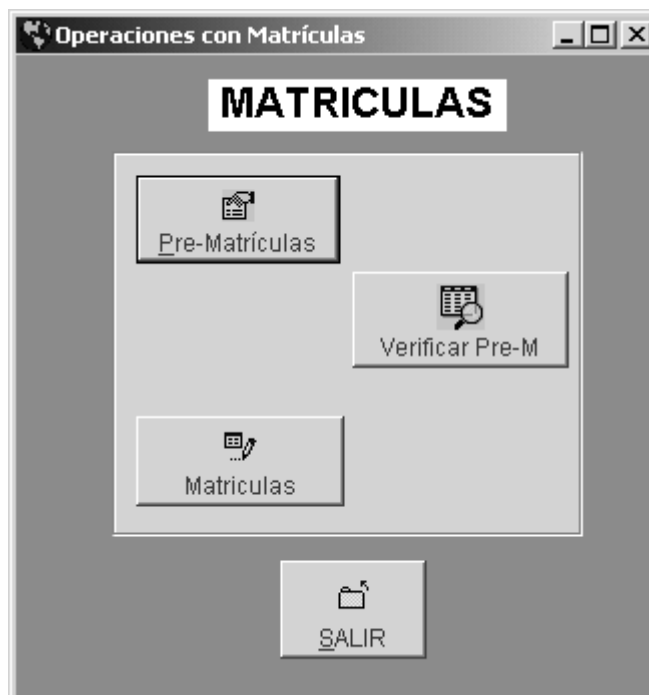 Operaciones con Matrículas
MATRICULAS
Pre-Matrículas
Verificar Pre-M
Matriculas
SALIR